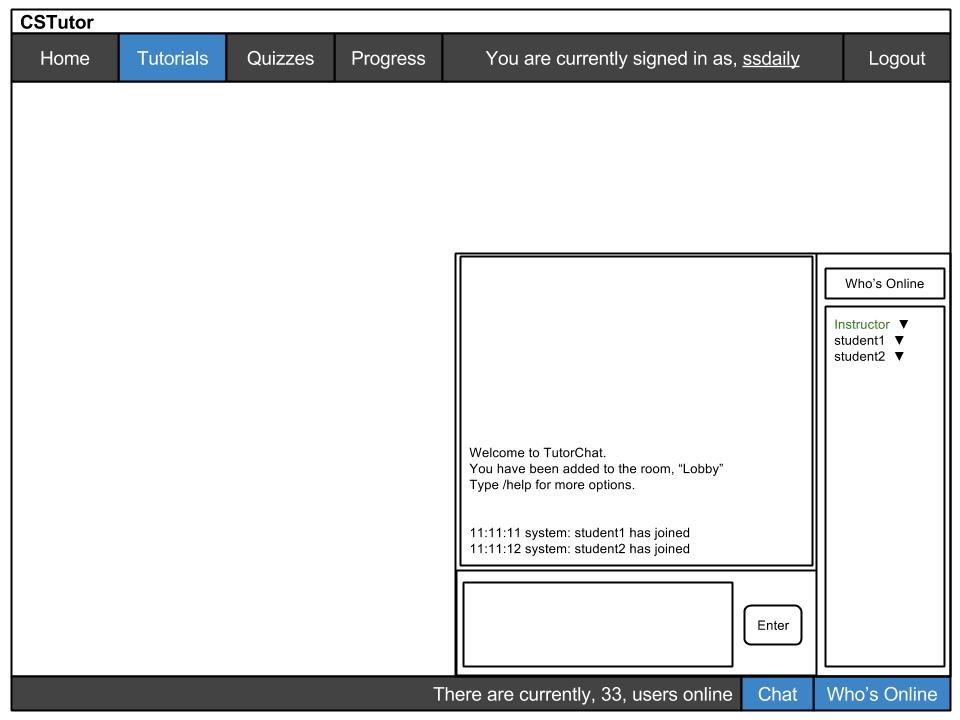 CSTutor
Home Tutorials Quizzes Progress You are currently signed in as, ssdaily Logout
Who's Online
Instructor ▼
student1 ▼
student2 ▼
Welcome to TutorChat.
You have been added to the room, “Lobby”
Type /help for more options.
11:11:11 system: student1 has joined
11:11:12 system: student2 has joined
Enter
There are currently, 33, users online Chat Who's Online